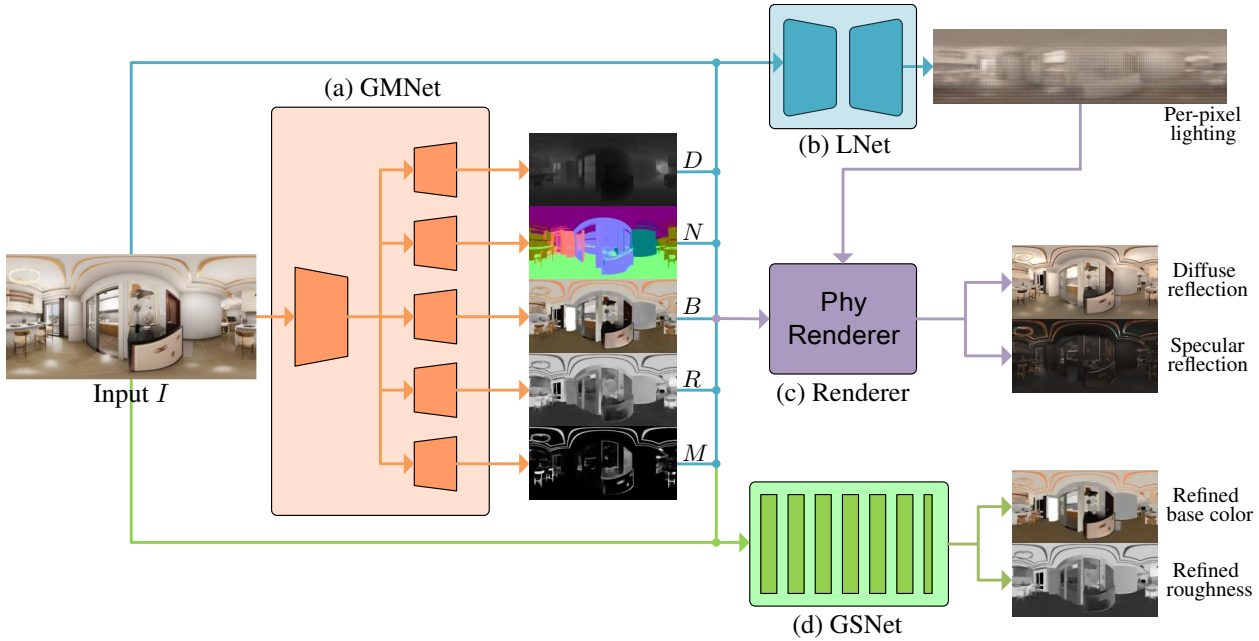 (a) GMNet
(b) LNet
Per-pixel
lighting
D
N
B
R
M
Input I
Phy
Renderer
(c) Renderer
Diffuse
reflection
Specular
reflection
(d) GSNet
Refined
base color
Refined
roughness